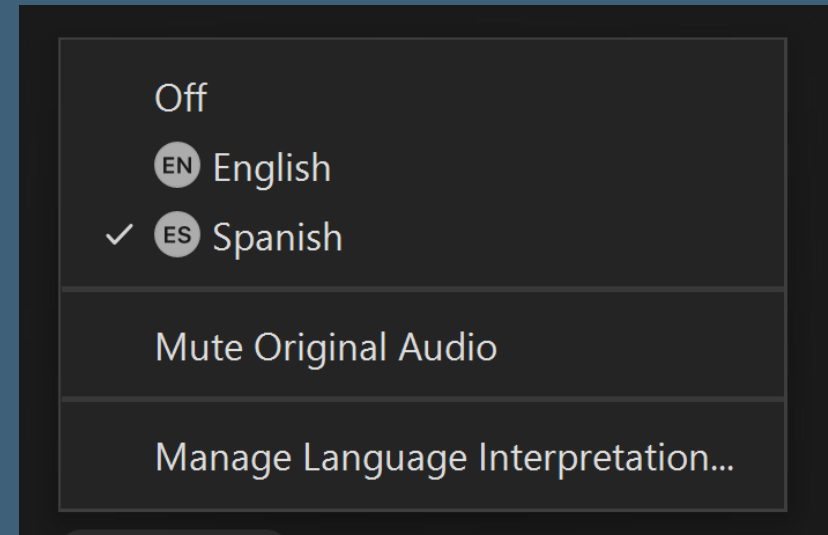 Off
EN English
ES Spanish
Mute Original Audio
Manage Language Interpretation...